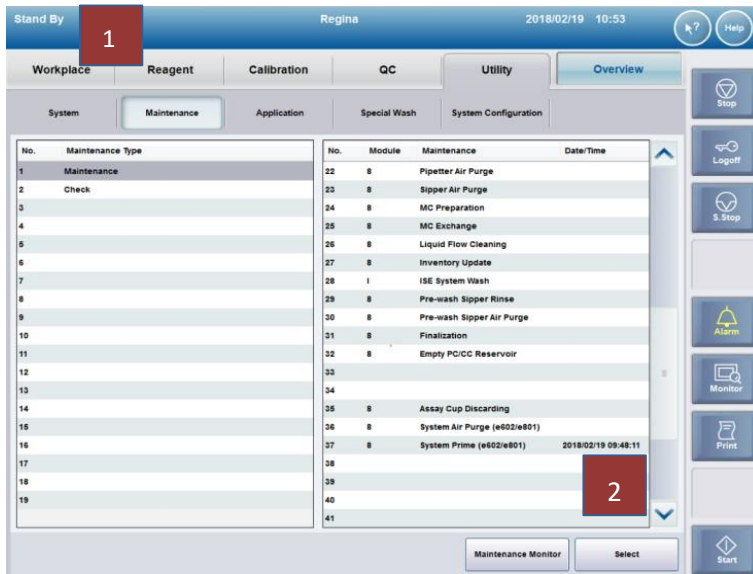 Stand By Regina 2018/02/19 10:53
1
? Help
Workplace Reagent Calibration QC Utility Overview
System Maintenance Application Special Wash System Configuration
Stop
No. Maintenance Type
1 Maintenance
2 Check
3
4
5
6
7
8
9
10
11
12
13
14
15
16
17
18
19
No. Module Maintenance Date/Time
22 8 Pipetter Air Purge
23 8 Sipper Air Purge
24 8 MC Preparation
25 8 MC Exchange
26 8 Liquid Flow Cleaning
27 8 Inventory Update
28 I ISE System Wash
29 8 Pre-wash Sipper Rinse
30 8 Pre-wash Sipper Air Purge
31 8 Finalization
32 8 Empty PC/CC Reservoir
33
34
35 8 Assay Cup Discarding
36 8 System Air Purge (e602/e801)
37 8 System Prime (e602/e801) 2018/02/19 09:48:11
38
39
40
41
2
Maintenance Monitor Select
Logoff
S.Stop
Alarm
Monitor
Print
Start